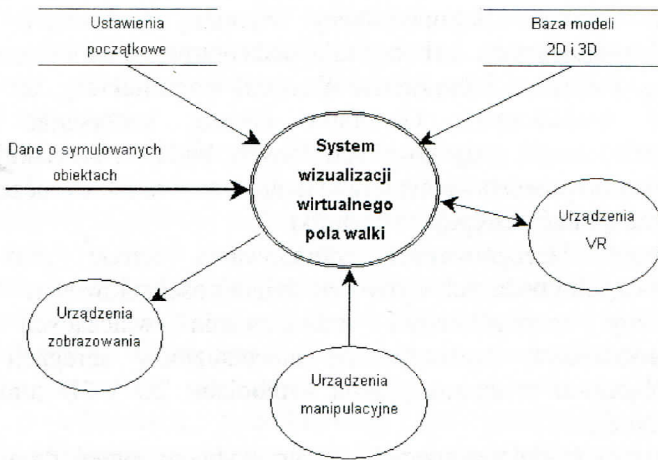 Ustawienia
początkowe
Baza modeli
2D i 3D
System
wizualizacji
wirtualnego
pola walki
Dane o symulowanych
obiektach
Urządzenia
VR
Urządzenia
zobrazowania
Urządzenia
manipulacyjne